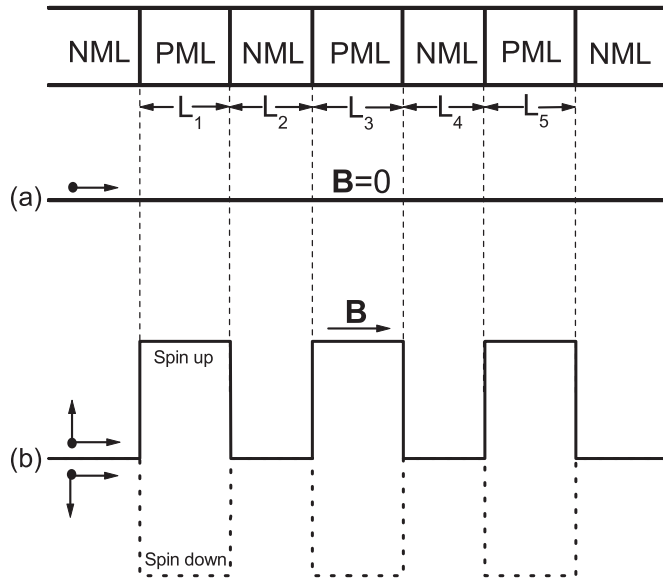 NML PML NML PML NML PML NML
L₁ L₂ L₃ L₄ L₅
(a) B=0
B
Spin up
(b)
Spin down